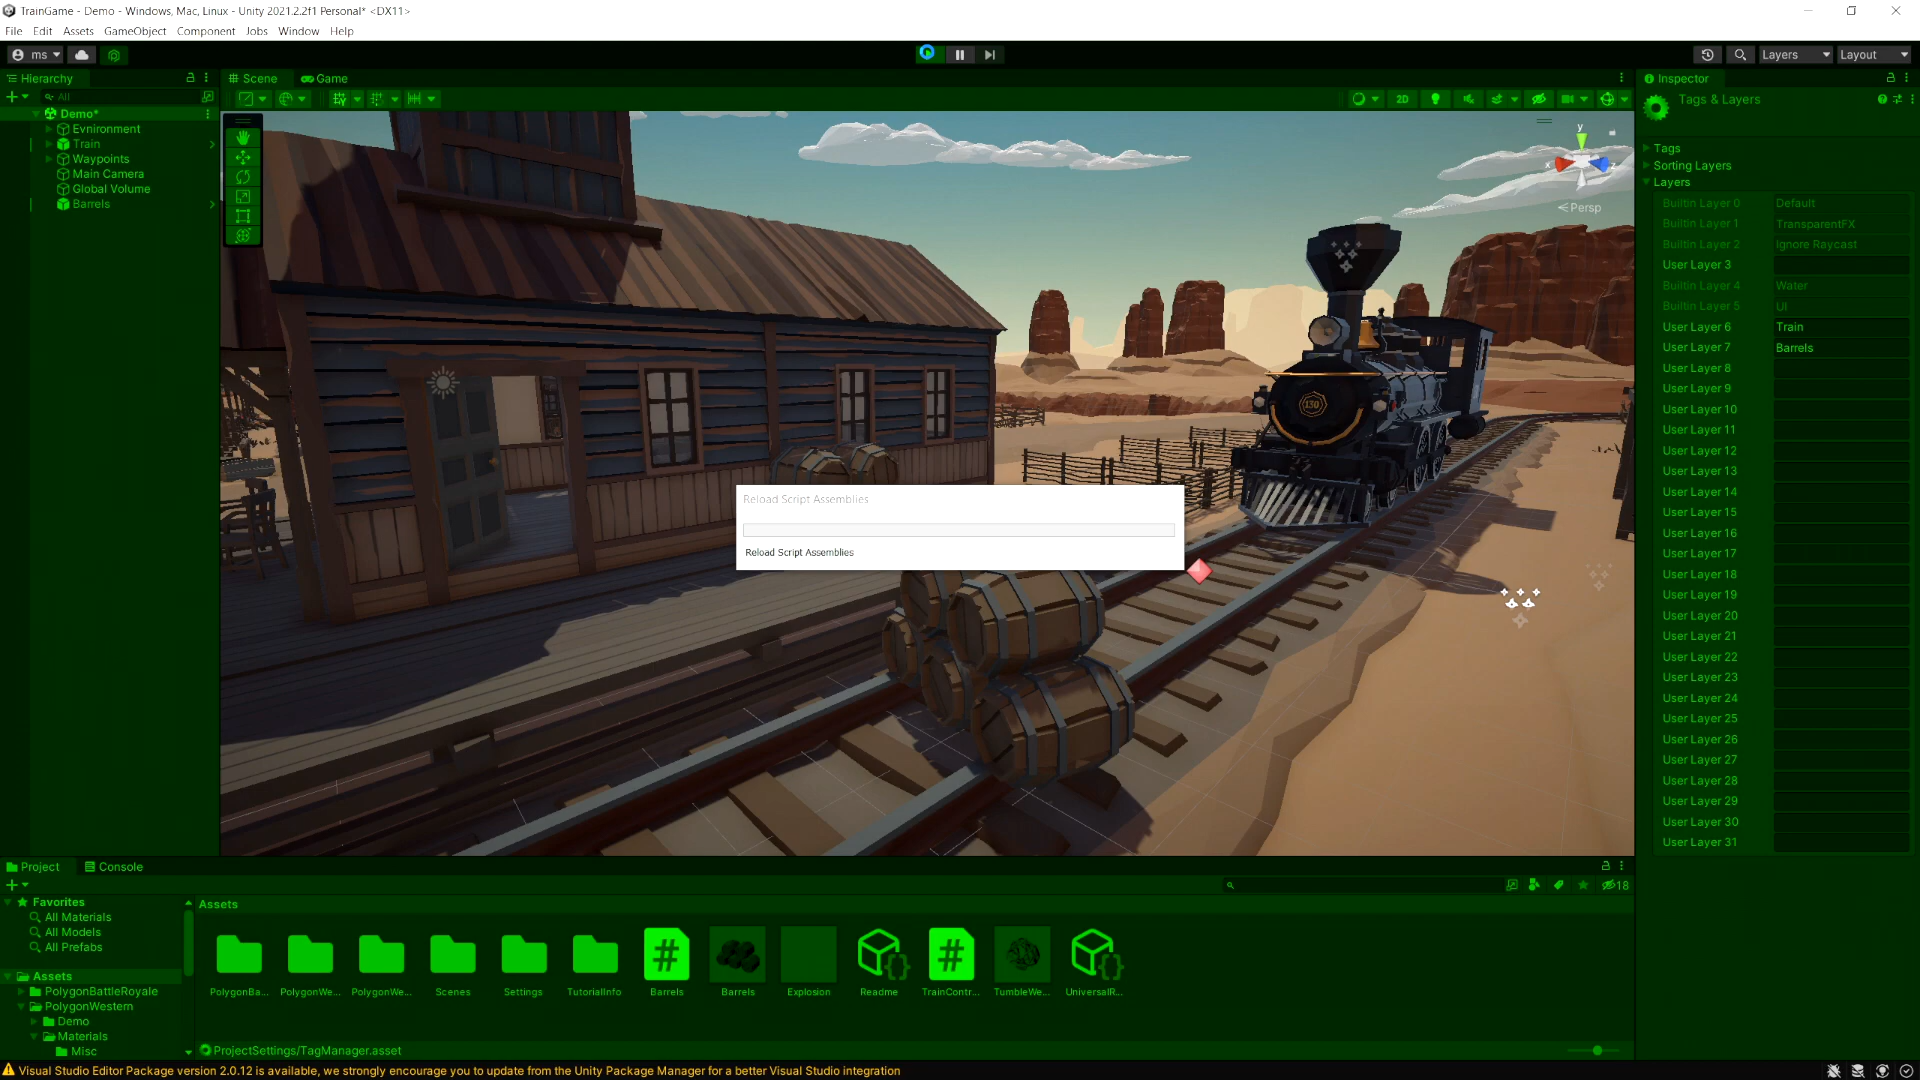 TrainGame - Demo - Windows, Mac, Linux - Unity 2021.2.2f1 Personal* <DX11>
File Edit Assets GameObject Component Jobs Window Help
ms Layers Layout
Hierarchy
All
Demo*
Evnironment
Train
Waypoints
Main Camera
Global Volume
Barrels
Scene Game
2D
y
x
z
Persp
130
Reload Script Assemblies
Reload Script Assemblies
Inspector
Tags & Layers
Tags
Sorting Layers
Layers
Builtin Layer 0 Default
Builtin Layer 1 TransparentFX
Builtin Layer 2 Ignore Raycast
User Layer 3
Builtin Layer 4 Water
Builtin Layer 5 UI
User Layer 6 Train
User Layer 7 Barrels
User Layer 8
User Layer 9
User Layer 10
User Layer 11
User Layer 12
User Layer 13
User Layer 14
User Layer 15
User Layer 16
User Layer 17
User Layer 18
User Layer 19
User Layer 20
User Layer 21
User Layer 22
User Layer 23
User Layer 24
User Layer 25
User Layer 26
User Layer 27
User Layer 28
User Layer 29
User Layer 30
User Layer 31
Project Console
18
Favorites
All Materials
All Models
All Prefabs
Assets
PolygonBattleRoyale
PolygonWestern
Demo
Materials
Misc
Assets
PolygonBa... PolygonWe... PolygonWe... Scenes Settings TutorialInfo Barrels Barrels Explosion Readme TrainContr... TumbleWe... UniversalR...
ProjectSettings/TagManager.asset
Visual Studio Editor Package version 2.0.12 is available, we strongly encourage you to update from the Unity Package Manager for a better Visual Studio integration